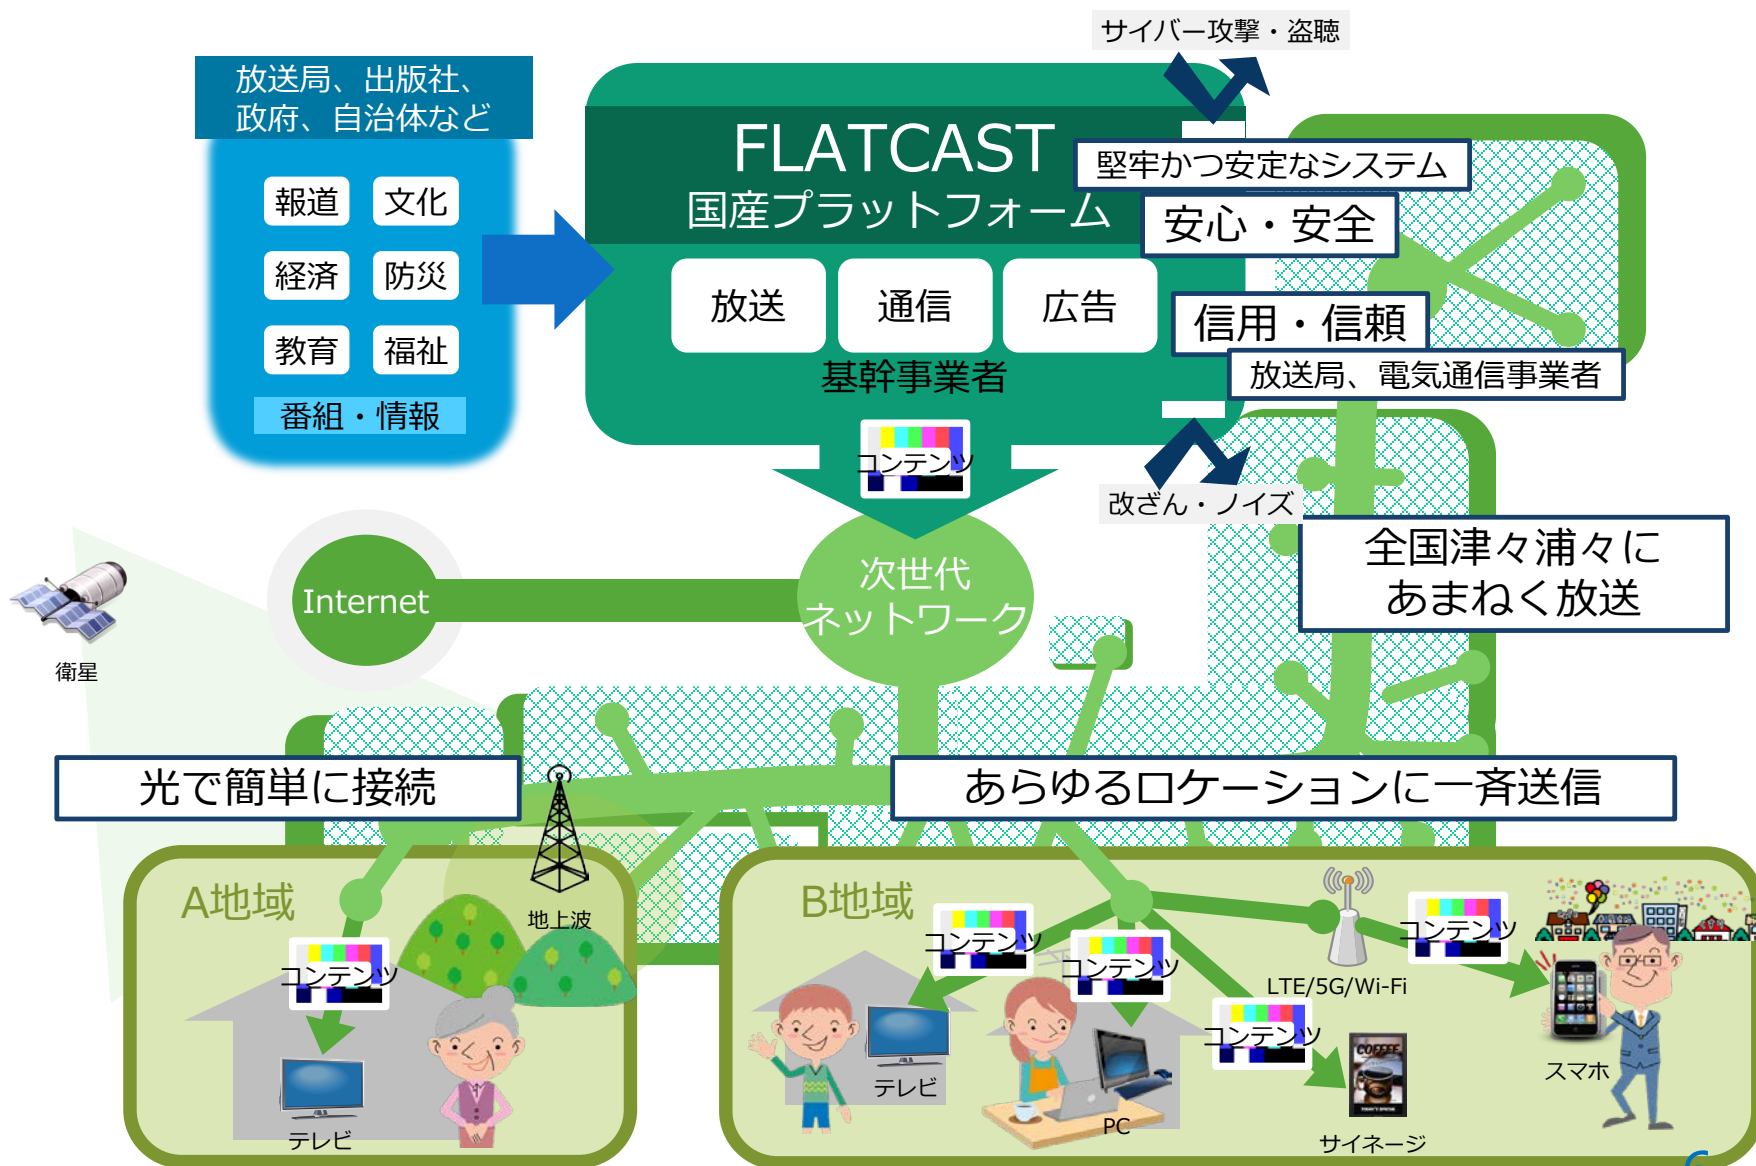 サイバー攻撃・盗聴
放送局、出版社、
政府、自治体など
報道
文化
経済
防災
教育
福祉
番組・情報
FLATCAST
国産プラットフォーム
堅牢かつ安定なシステム
安心・安全
放送
通信
広告
信用・信頼
基幹事業者
放送局、電気通信事業者
コンテンツ
改ざん・ノイズ
全国津々浦々に
あまねく放送
Internet
次世代
ネットワーク
衛星
光で簡単に接続
あらゆるロケーションに一斉送信
A地域
地上波
コンテンツ
テレビ
B地域
コンテンツ
コンテンツ
コンテンツ
コンテンツ
LTE/5G/Wi-Fi
テレビ
PC
COFFEE
サイネージ
スマホ